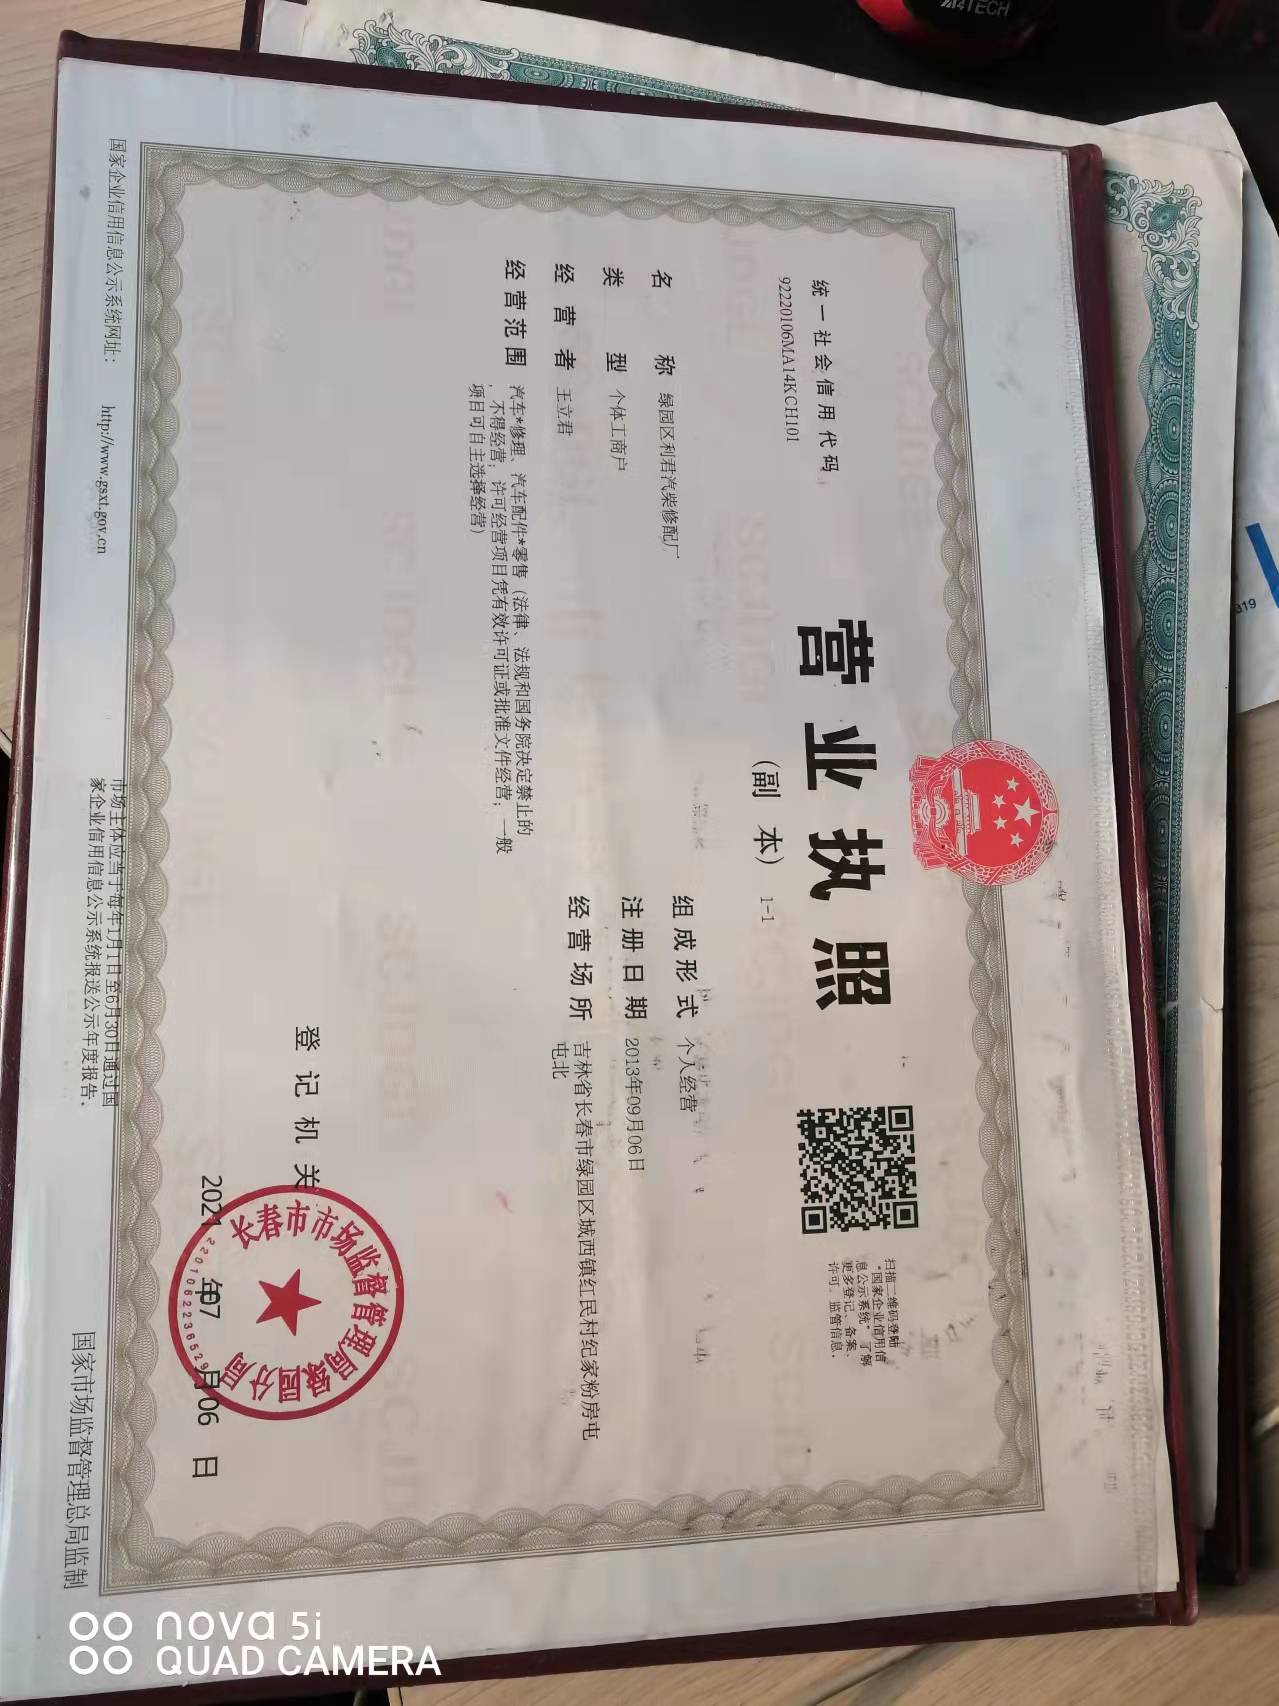 A4TECH
319
营业执照
（副本）
1-1
统一社会信用代码
92220106MA14KCH101
扫描二维码登陆
“国家企业信用信
息公示系统”了解
更多登记、备案、
许可、监管信息。
名称 绿园区利君汽柴修配厂
类型 个体工商户
经营者 王立君
经营范围 汽车*修理、汽车配件*零售（法律、法规和国务院决定禁止的
，不得经营；许可经营项目凭有效许可证或批准文件经营；一般
项目可自主选择经营）
组成形式 个人经营
注册日期 2013年09月06日
经营场所 吉林省长春市绿园区城西镇红民村纪家粉房屯
屯北
登记机关
长春市市场监督管理局绿园分局
2201062236529
2021年07月06日
国家企业信用信息公示系统网址： http://www.gsxt.gov.cn
市场主体应当于每年1月1日至6月30日通过国
家企业信用信息公示系统报送公示年度报告。
国家市场监督管理总局监制
nova 5i
QUAD CAMERA